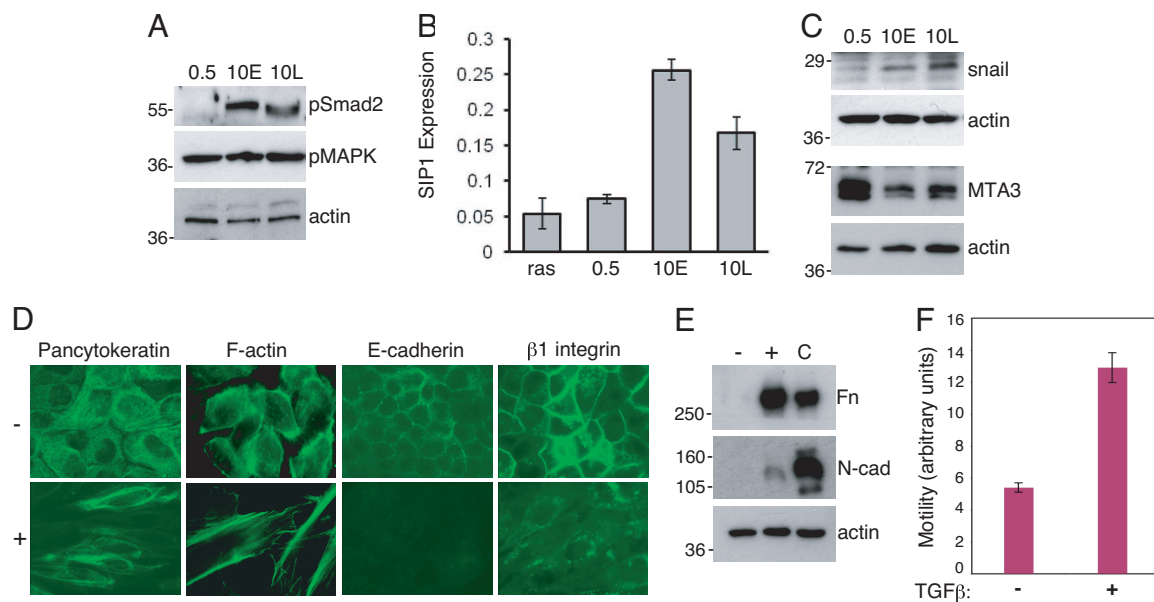 A
0.5 10E 10L
55-
pSmad2
36-
pMAPK
actin
36-
B
SIP1 Expression
0.3
0.25
0.2
0.15
0.1
0.05
0
ras 0.5 10E 10L
C
0.5 10E 10L
29-
snail
actin
36-
72-
MTA3
actin
36-
D
Pancytokeratin F-actin E-cadherin β1 integrin
-
+
E
- + C
Fn
250-
160-
N-cad
105-
actin
36-
F
Motility (arbitrary units)
16
14
12
10
8
6
4
2
0
TGFβ: - +